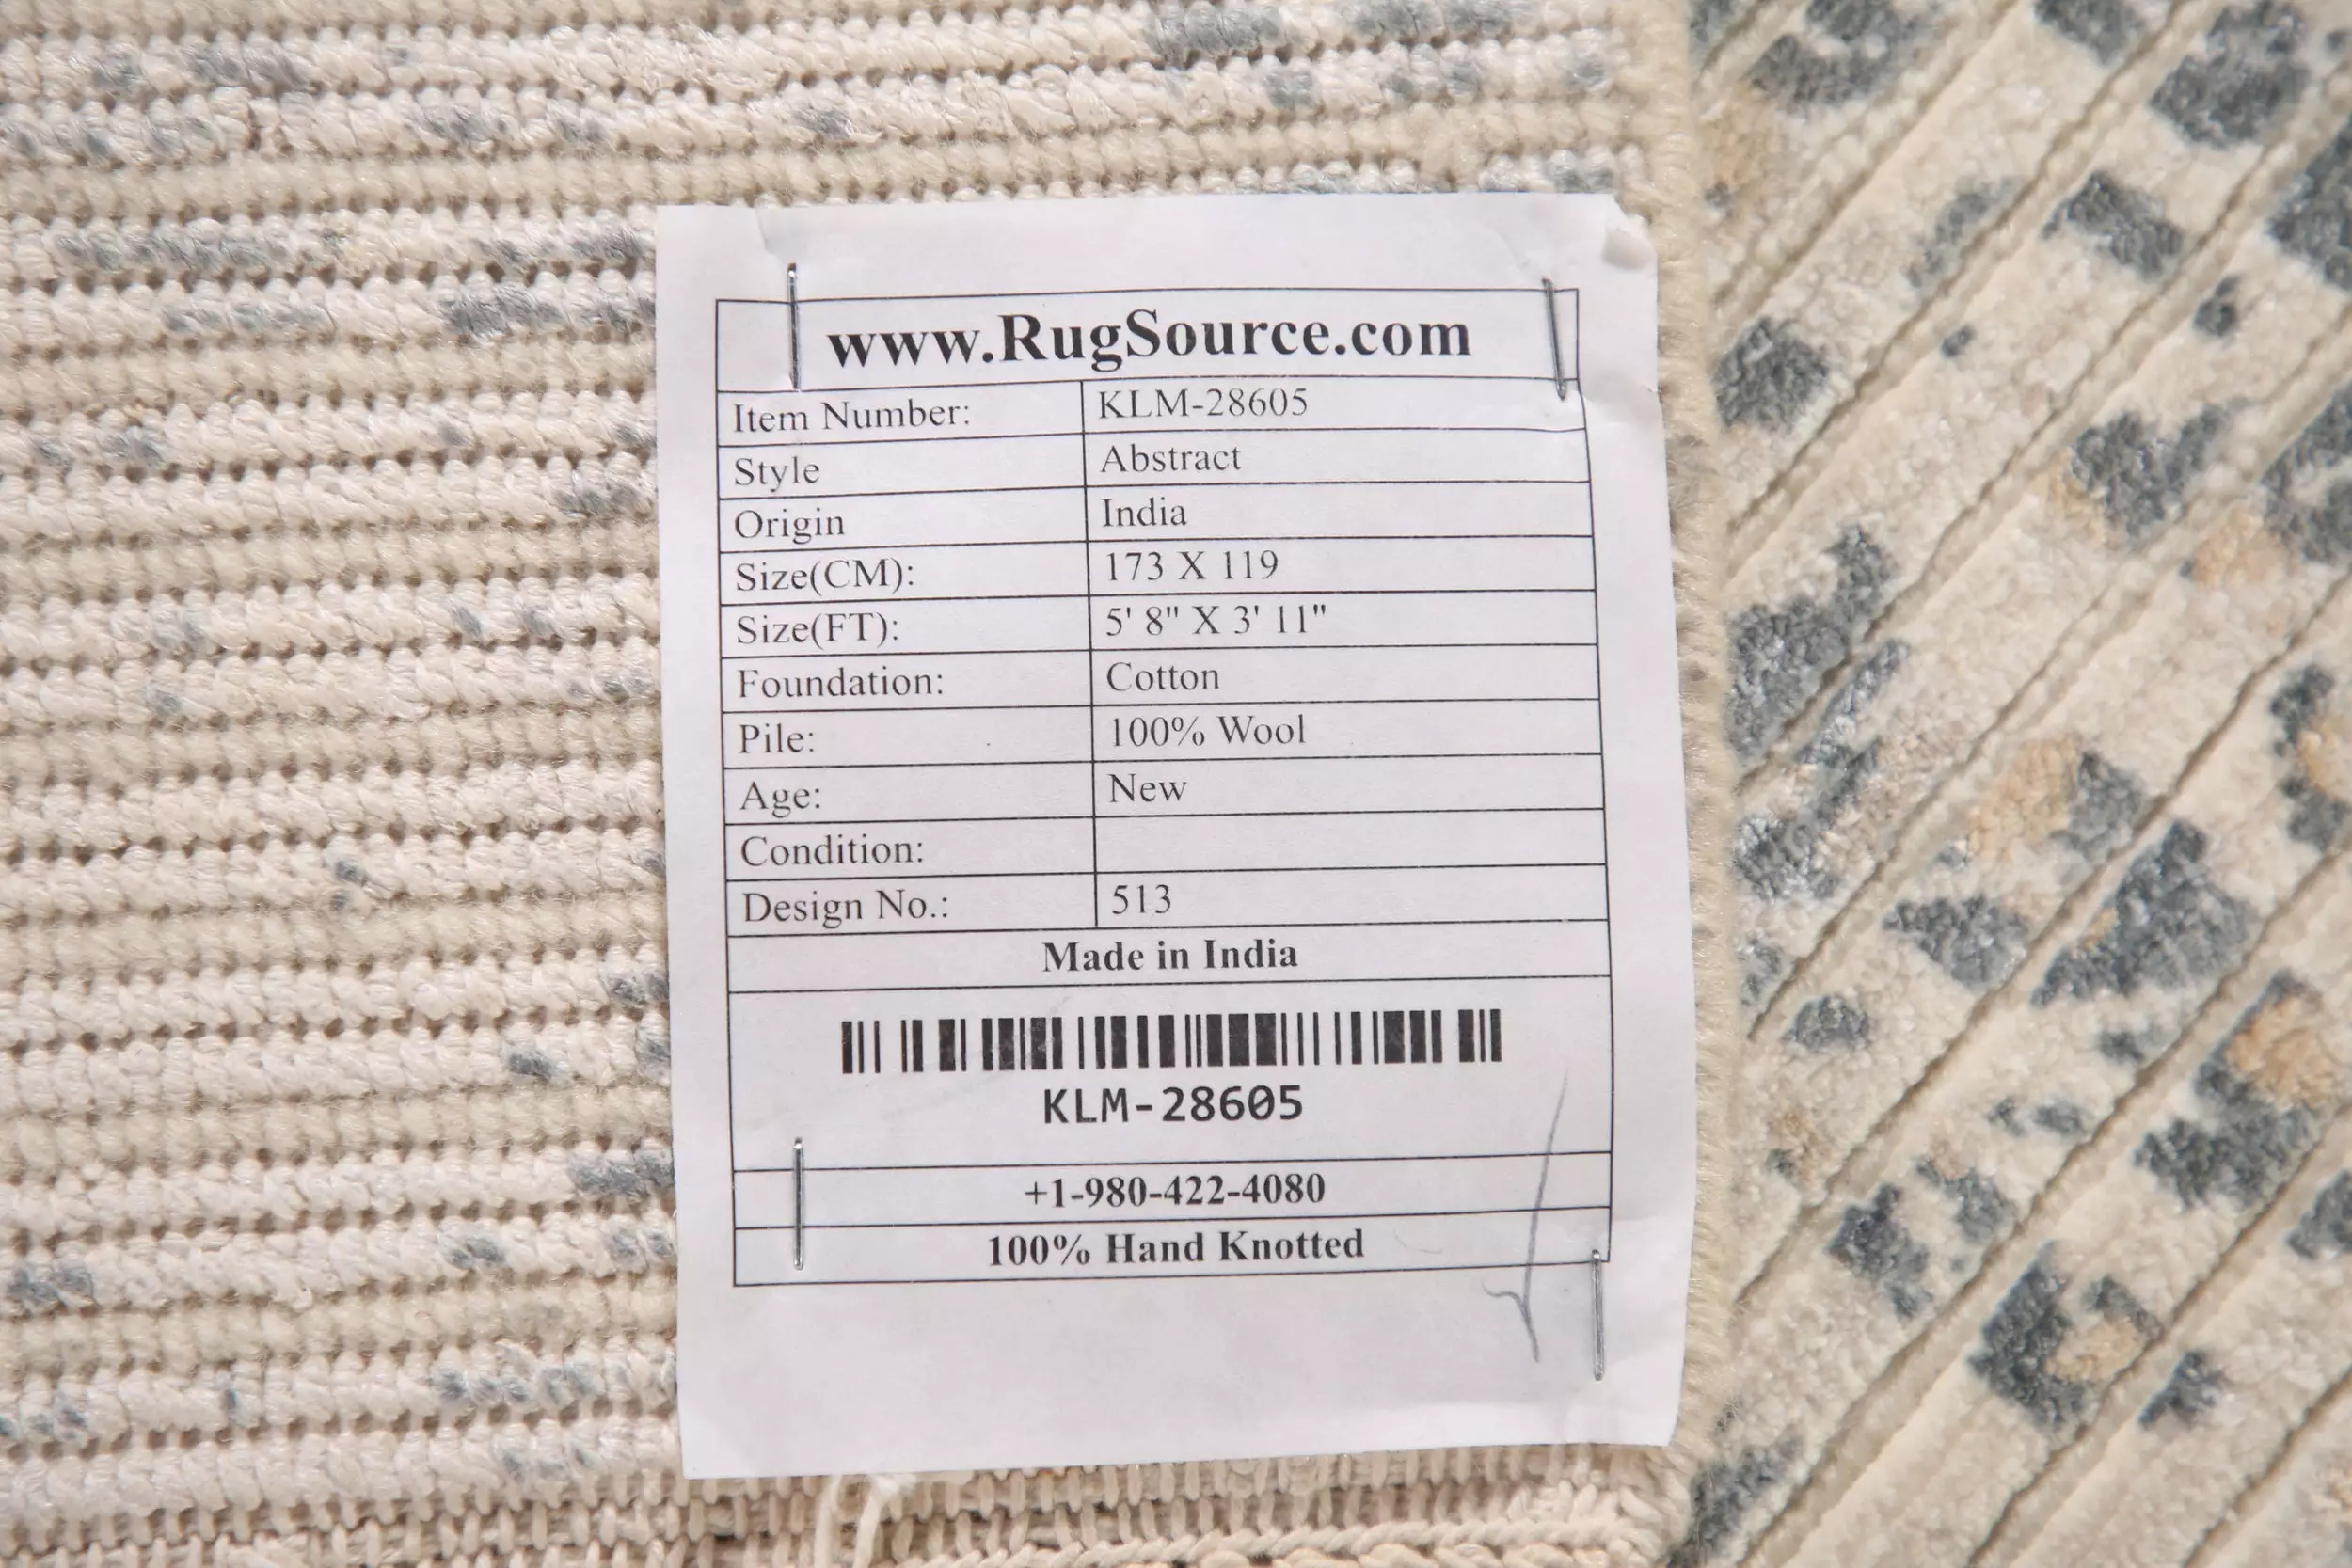 www.RugSource.com
Item Number: KLM-28605
Style Abstract
Origin India
Size(CM): 173 X 119
Size(FT): 5' 8" X 3' 11"
Foundation: Cotton
Pile: 100% Wool
Age: New
Condition:
Design No.: 513
Made in India
KLM-28605
+1-980-422-4080
100% Hand Knotted